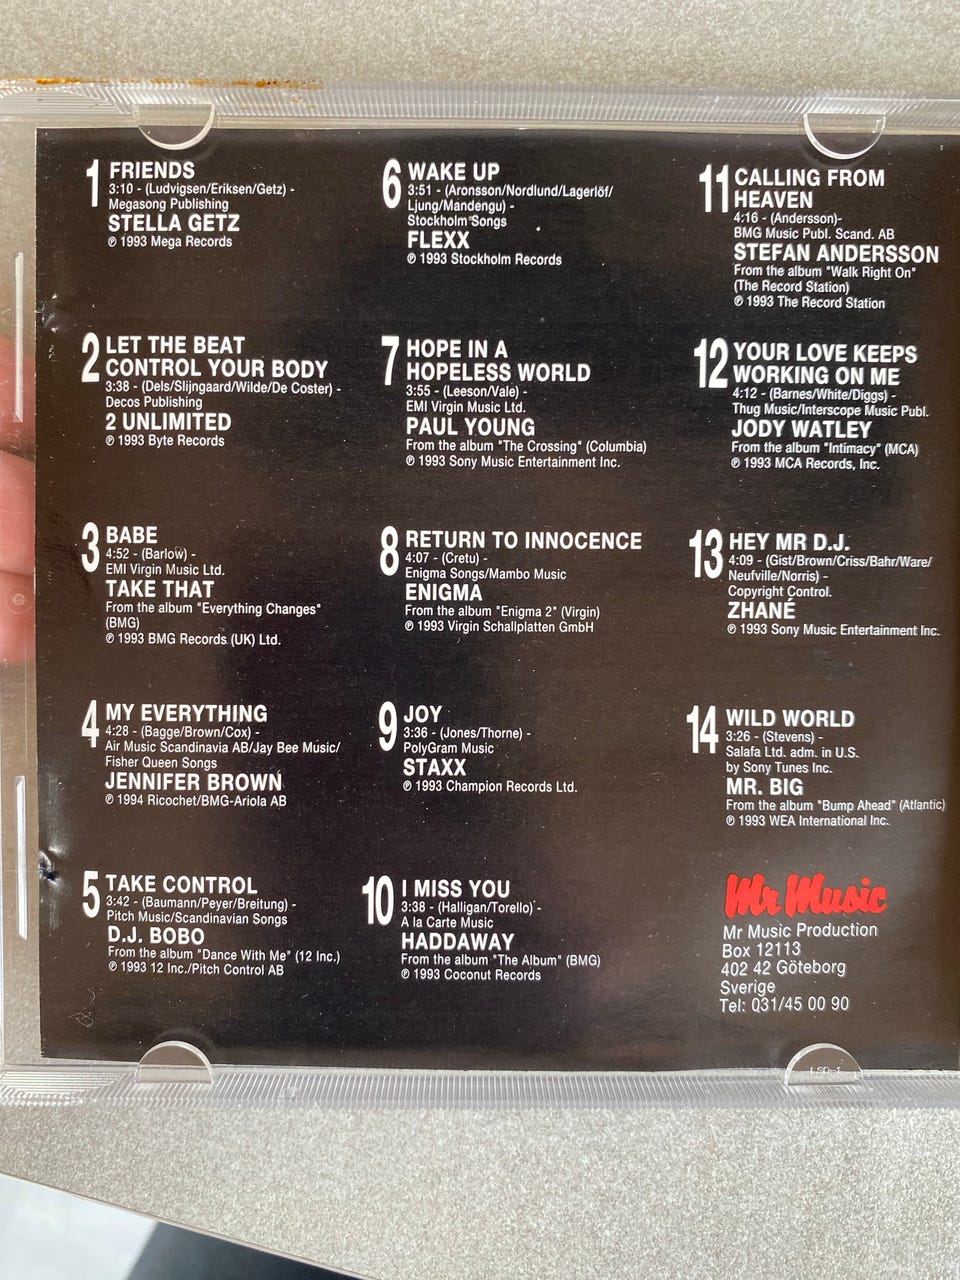 1 FRIENDS
3:10 - (Ludvigsen/Eriksen/Getz) -
Megasong Publishing
STELLA GETZ
℗ 1993 Mega Records
2 LET THE BEAT
CONTROL YOUR BODY
3:38 - (Dels/Slijngaard/Wilde/De Coster) -
Decos Publishing
2 UNLIMITED
℗ 1993 Byte Records
3 BABE
4:52 - (Barlow) -
EMI Virgin Music Ltd.
TAKE THAT
From the album "Everything Changes"
(BMG)
℗ 1993 BMG Records (UK) Ltd.
4 MY EVERYTHING
4:28 - (Bagge/Brown/Cox) -
Air Music Scandinavia AB/Jay Bee Music/
Fisher Queen Songs
JENNIFER BROWN
℗ 1994 Ricochet/BMG-Ariola AB
5 TAKE CONTROL
3:42 - (Baumann/Peyer/Breitung) -
Pitch Music/Scandinavian Songs
D.J. BOBO
From the album "Dance With Me" (12 Inc.)
℗ 1993 12 Inc./Pitch Control AB
6 WAKE UP
3:51 - (Aronsson/Nordlund/Lagerlöf/
Ljung/Mandengu) -
Stockholm Songs
FLEXX
℗ 1993 Stockholm Records
7 HOPE IN A
HOPELESS WORLD
3:55 - (Leeson/Vale) -
EMI Virgin Music Ltd.
PAUL YOUNG
From the album "The Crossing" (Columbia)
℗ 1993 Sony Music Entertainment Inc.
8 RETURN TO INNOCENCE
4:07 - (Cretu) -
Enigma Songs/Mambo Music
ENIGMA
From the album "Enigma 2" (Virgin)
℗ 1993 Virgin Schallplatten GmbH
9 JOY
3:36 - (Jones/Thorne) -
PolyGram Music
STAXX
℗ 1993 Champion Records Ltd.
10 I MISS YOU
3:38 - (Halligan/Torello) -
A la Carte Music
HADDAWAY
From the album "The Album" (BMG)
℗ 1993 Coconut Records
11 CALLING FROM
HEAVEN
4:16 - (Andersson)-
BMG Music Publ. Scand. AB
STEFAN ANDERSSON
From the album "Walk Right On"
(The Record Station)
℗ 1993 The Record Station
12 YOUR LOVE KEEPS
WORKING ON ME
4:12 - (Barnes/White/Diggs) -
Thug Music/Interscope Music Publ.
JODY WATLEY
From the album "Intimacy" (MCA)
℗ 1993 MCA Records, Inc.
13 HEY MR D.J.
4:09 - (Gist/Brown/Criss/Bahr/Ware/
Neufville/Norris) -
Copyright Control.
ZHANÉ
℗ 1993 Sony Music Entertainment Inc.
14 WILD WORLD
3:26 - (Stevens) -
Salafa Ltd. adm. in U.S.
by Sony Tunes Inc.
MR. BIG
From the album "Bump Ahead" (Atlantic)
℗ 1993 WEA International Inc.
Mr Music
Mr Music Production
Box 12113
402 42 Göteborg
Sverige
Tel: 031/45 00 90
LSD-1